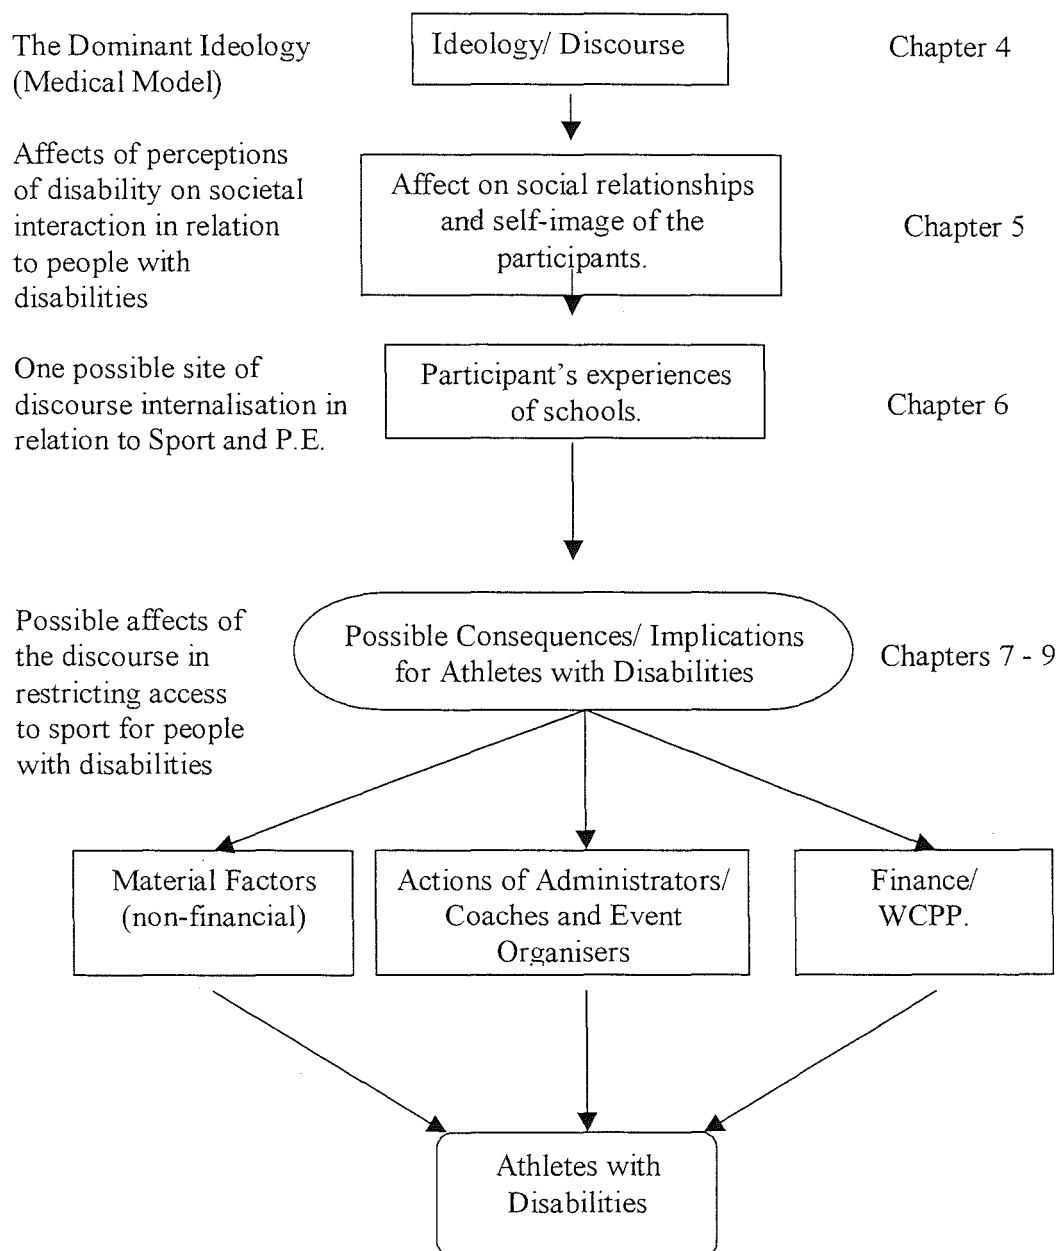 The Dominant Ideology
(Medical Model)
Ideology/ Discourse
Chapter 4
Affects of perceptions
of disability on societal
interaction in relation
to people with
disabilities
Affect on social relationships
and self-image of the
participants.
Chapter 5
One possible site of
discourse internalisation in
relation to Sport and P.E.
Participant's experiences
of schools.
Chapter 6
Possible affects of
the discourse in
restricting access
to sport for people
with disabilities
Possible Consequences/ Implications
for Athletes with Disabilities
Chapters 7 - 9
Material Factors
(non-financial)
Actions of Administrators/
Coaches and Event
Organisers
Finance/
WCPP.
Athletes with
Disabilities